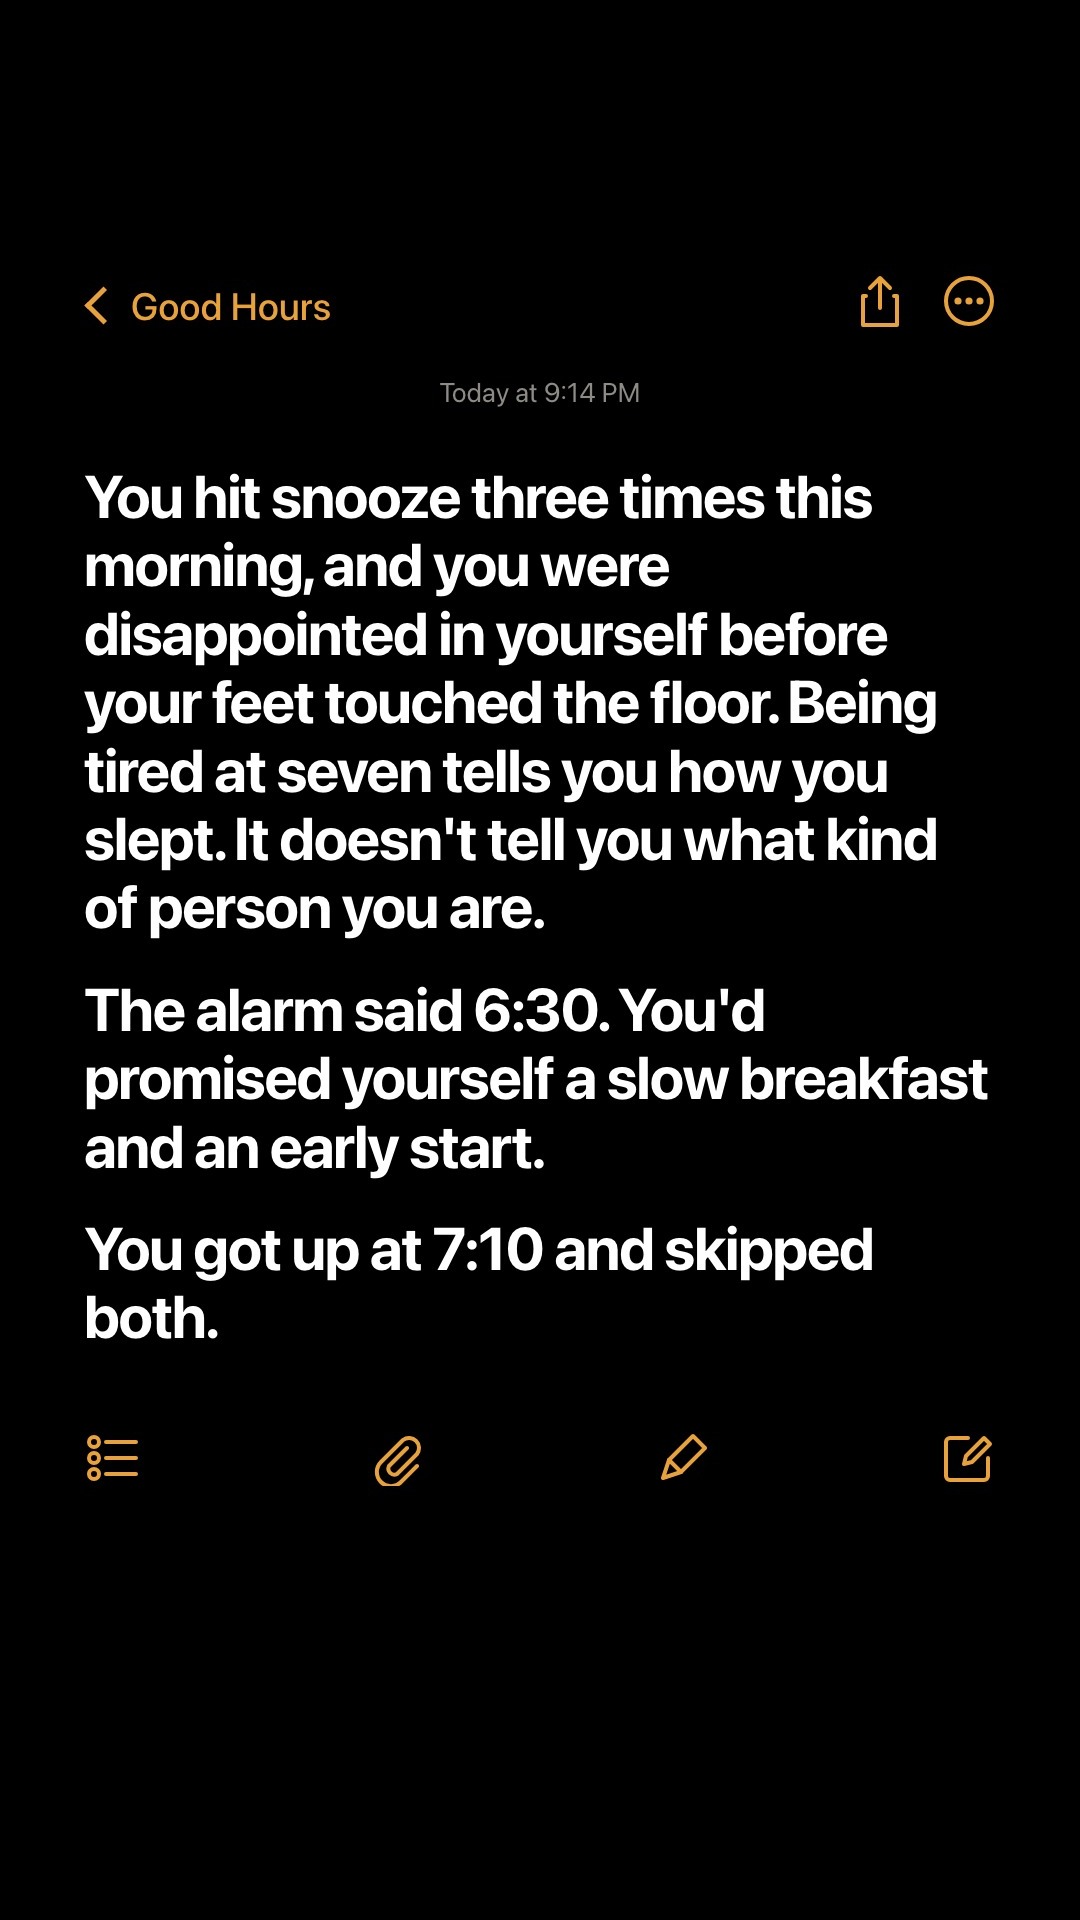 Good Hours
Today at 9:14 PM
You hit snooze three times this
morning, and you were
disappointed in yourself before
your feet touched the floor. Being
tired at seven tells you how you
slept. It doesn't tell you what kind
of person you are.
The alarm said 6:30. You'd
promised yourself a slow breakfast
and an early start.
You got up at 7:10 and skipped
both.